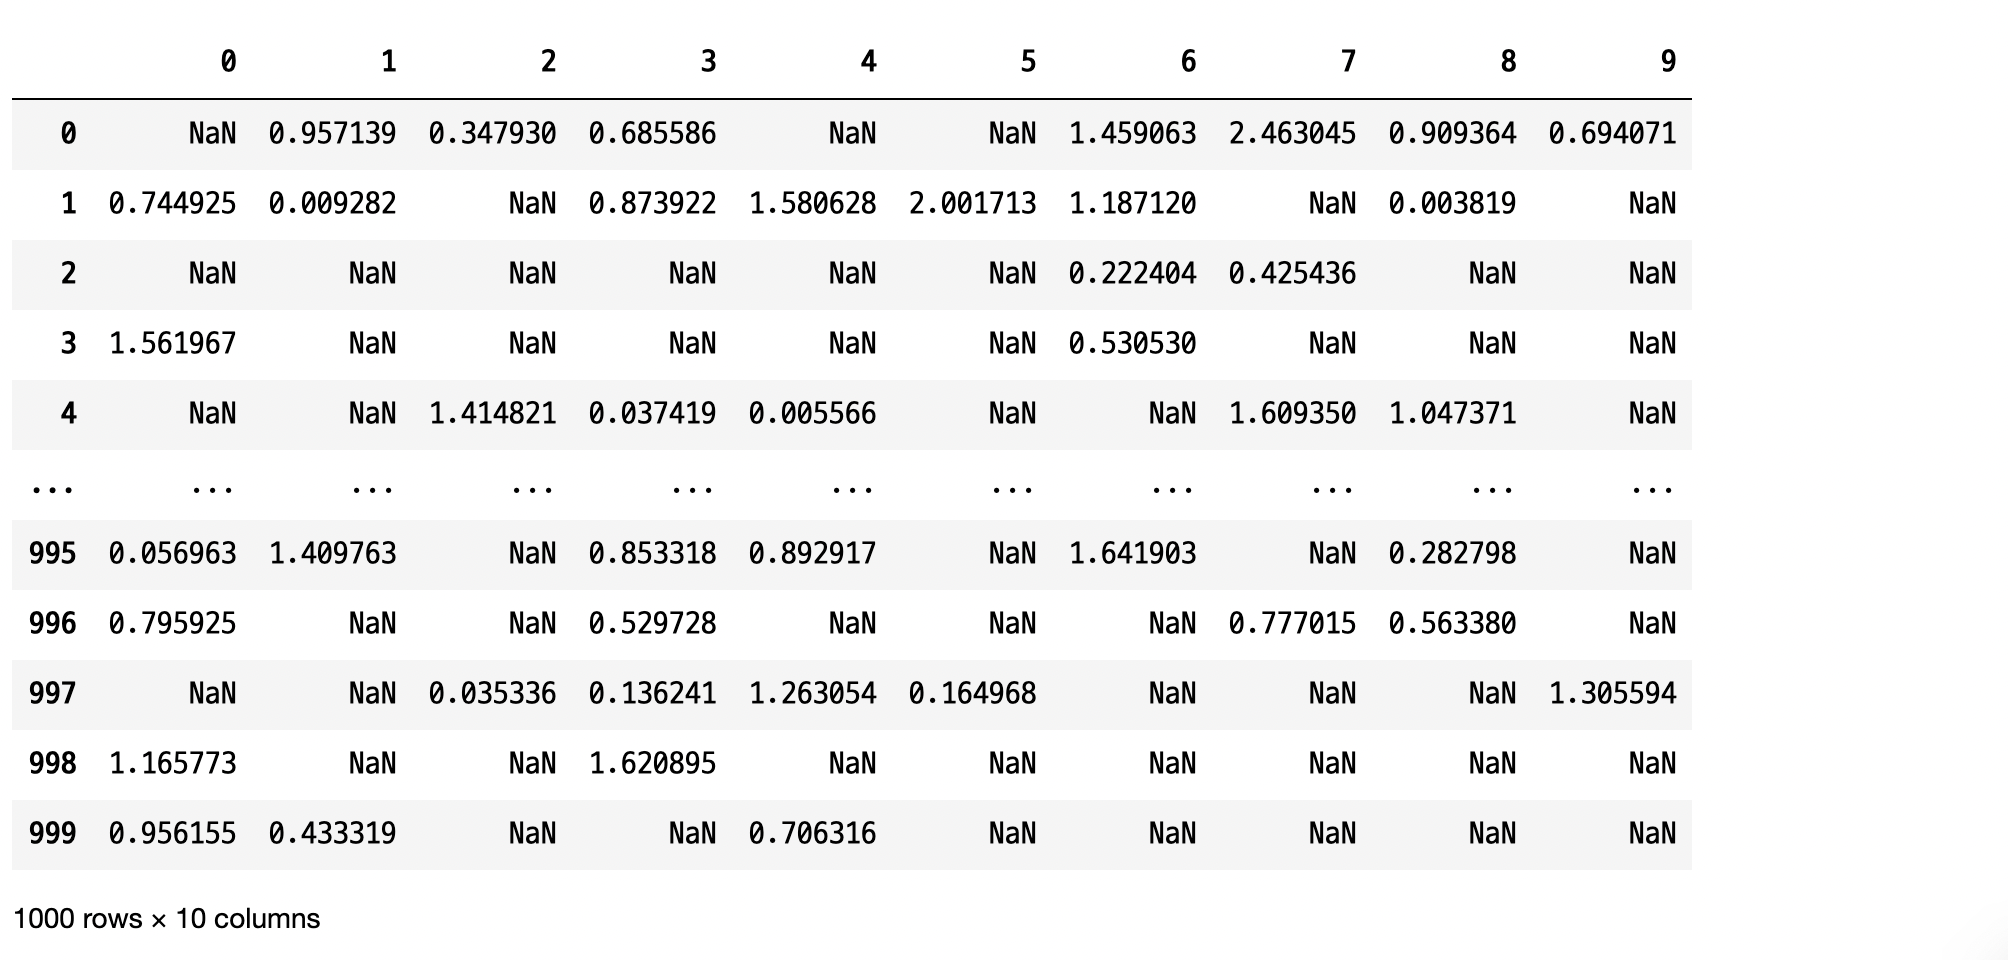 0 1 2 3 4 5 6 7 8 9
0 NaN 0.957139 0.347930 0.685586 NaN NaN 1.459063 2.463045 0.909364 0.694071
1 0.744925 0.009282 NaN 0.873922 1.580628 2.001713 1.187120 NaN 0.003819 NaN
2 NaN NaN NaN NaN NaN NaN 0.222404 0.425436 NaN NaN
3 1.561967 NaN NaN NaN NaN NaN 0.530530 NaN NaN NaN
4 NaN NaN 1.414821 0.037419 0.005566 NaN NaN 1.609350 1.047371 NaN
... ... ... ... ... ... ... ... ... ... ...
995 0.056963 1.409763 NaN 0.853318 0.892917 NaN 1.641903 NaN 0.282798 NaN
996 0.795925 NaN NaN 0.529728 NaN NaN NaN 0.777015 0.563380 NaN
997 NaN NaN 0.035336 0.136241 1.263054 0.164968 NaN NaN NaN 1.305594
998 1.165773 NaN NaN 1.620895 NaN NaN NaN NaN NaN NaN
999 0.956155 0.433319 NaN NaN 0.706316 NaN NaN NaN NaN NaN
1000 rows × 10 columns